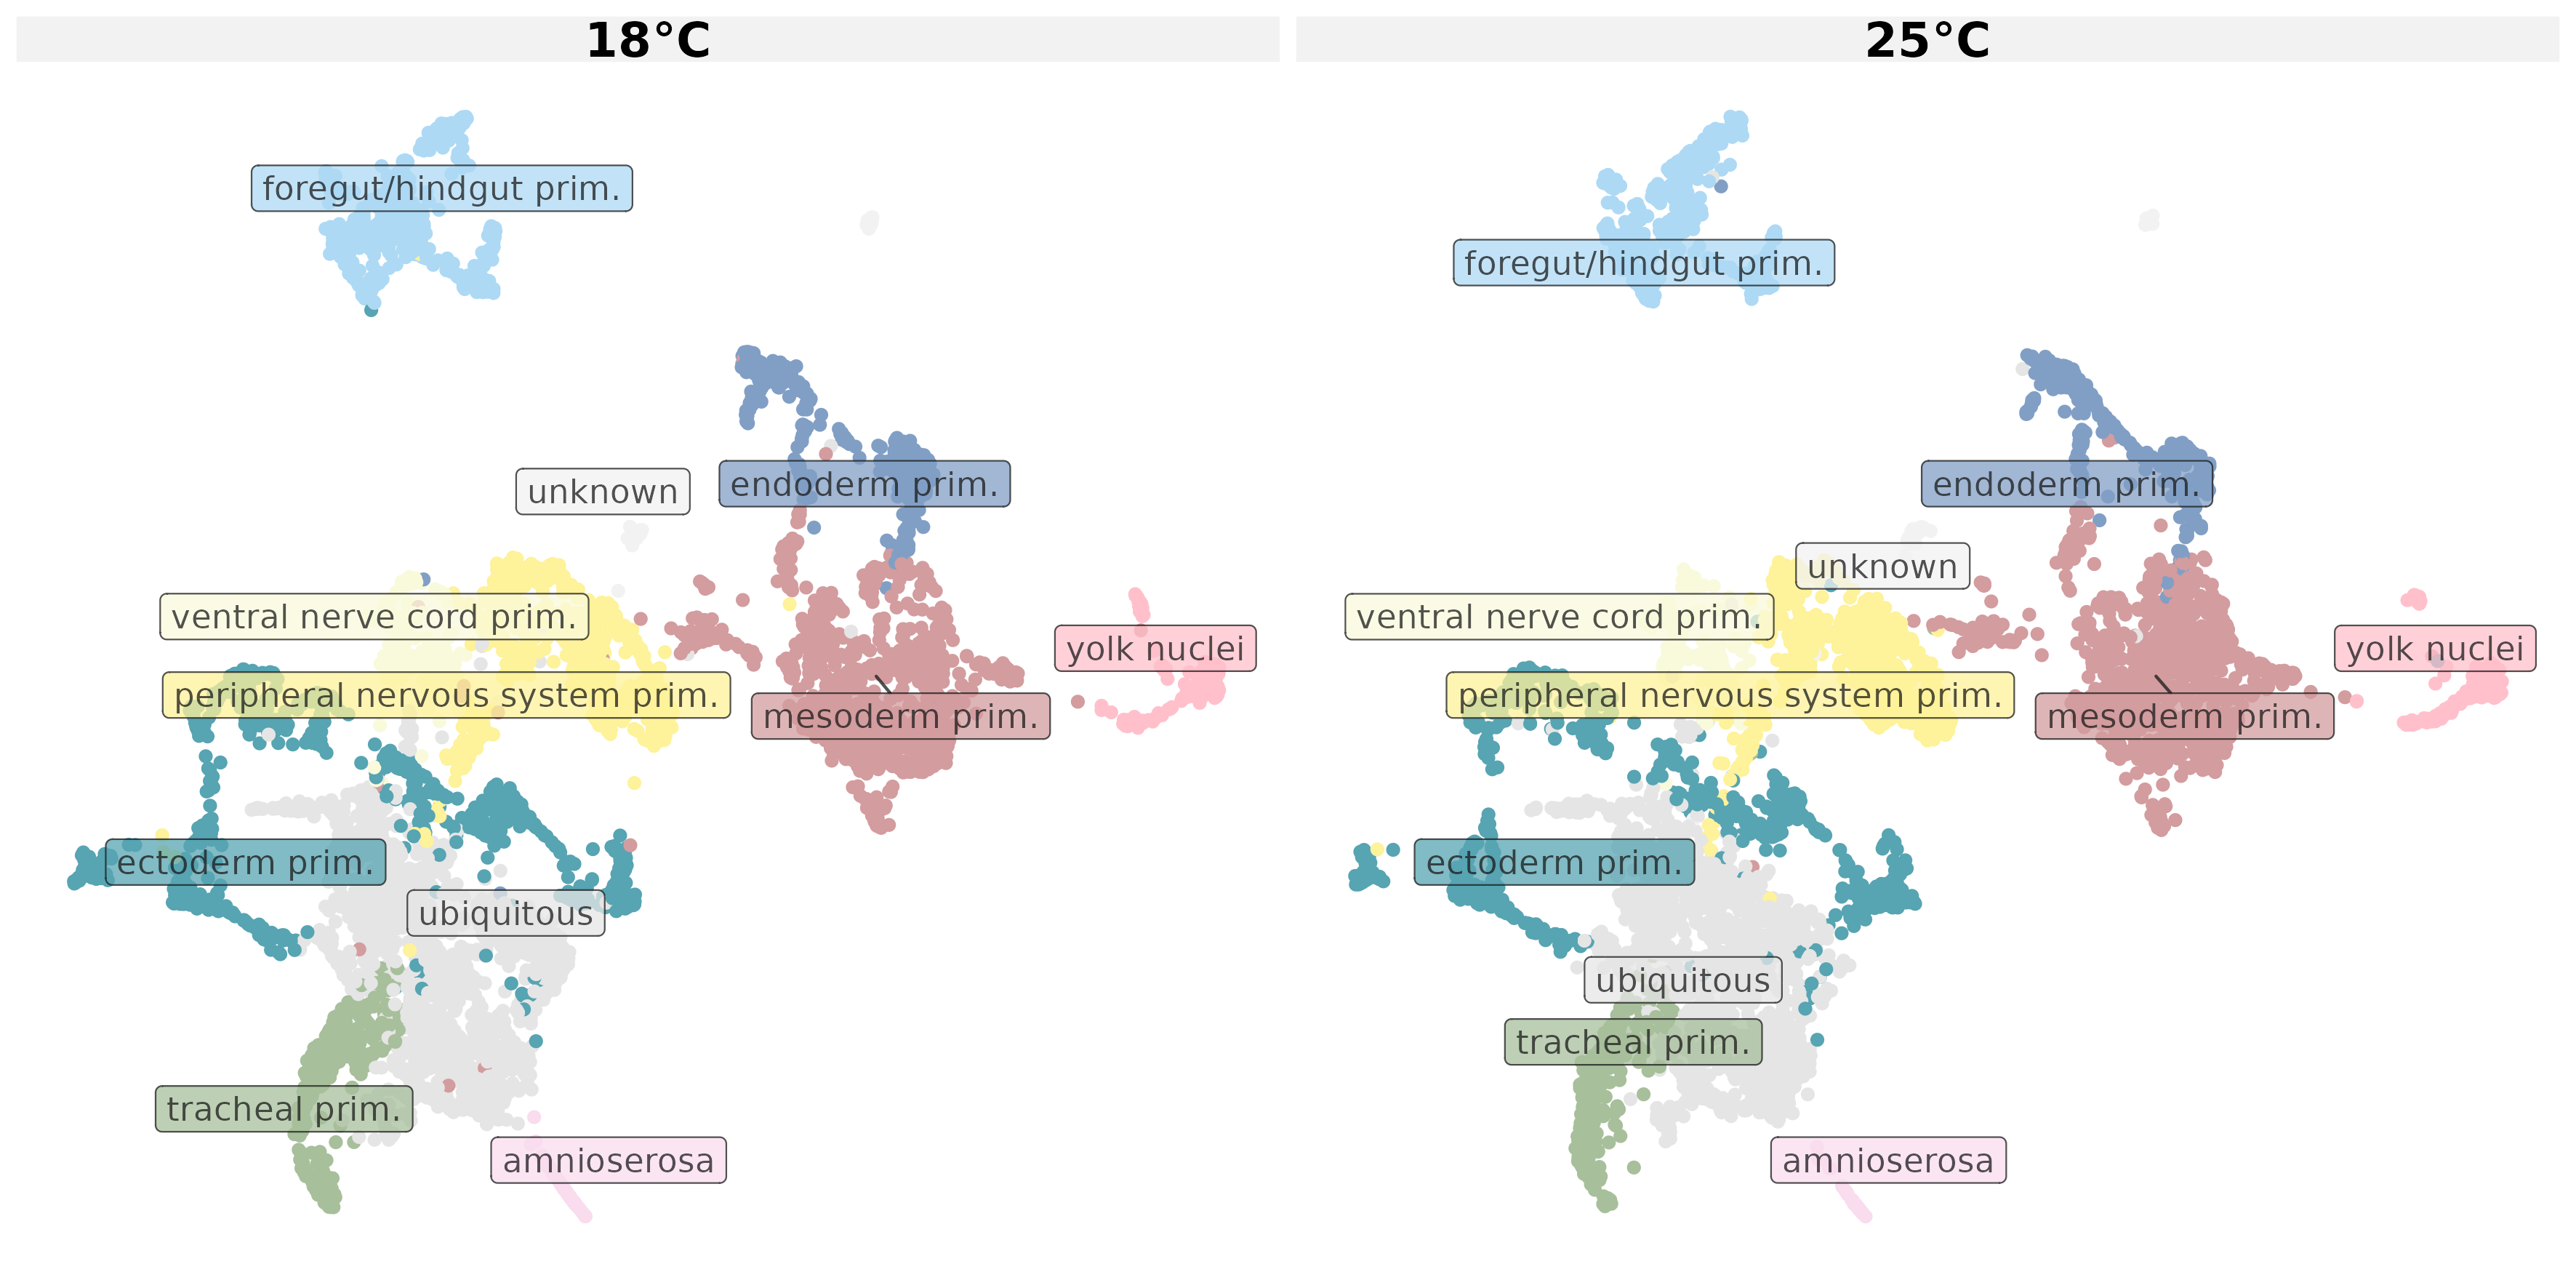 18°C
foregut/hindgut prim.
unknown
endoderm prim.
ventral nerve cord prim.
yolk nuclei
peripheral nervous system prim.
mesoderm prim.
ectoderm prim.
ubiquitous
tracheal prim.
amnioserosa
25°C
foregut/hindgut prim.
endoderm prim.
unknown
ventral nerve cord prim.
yolk nuclei
peripheral nervous system prim.
mesoderm prim.
ectoderm prim.
ubiquitous
tracheal prim.
amnioserosa